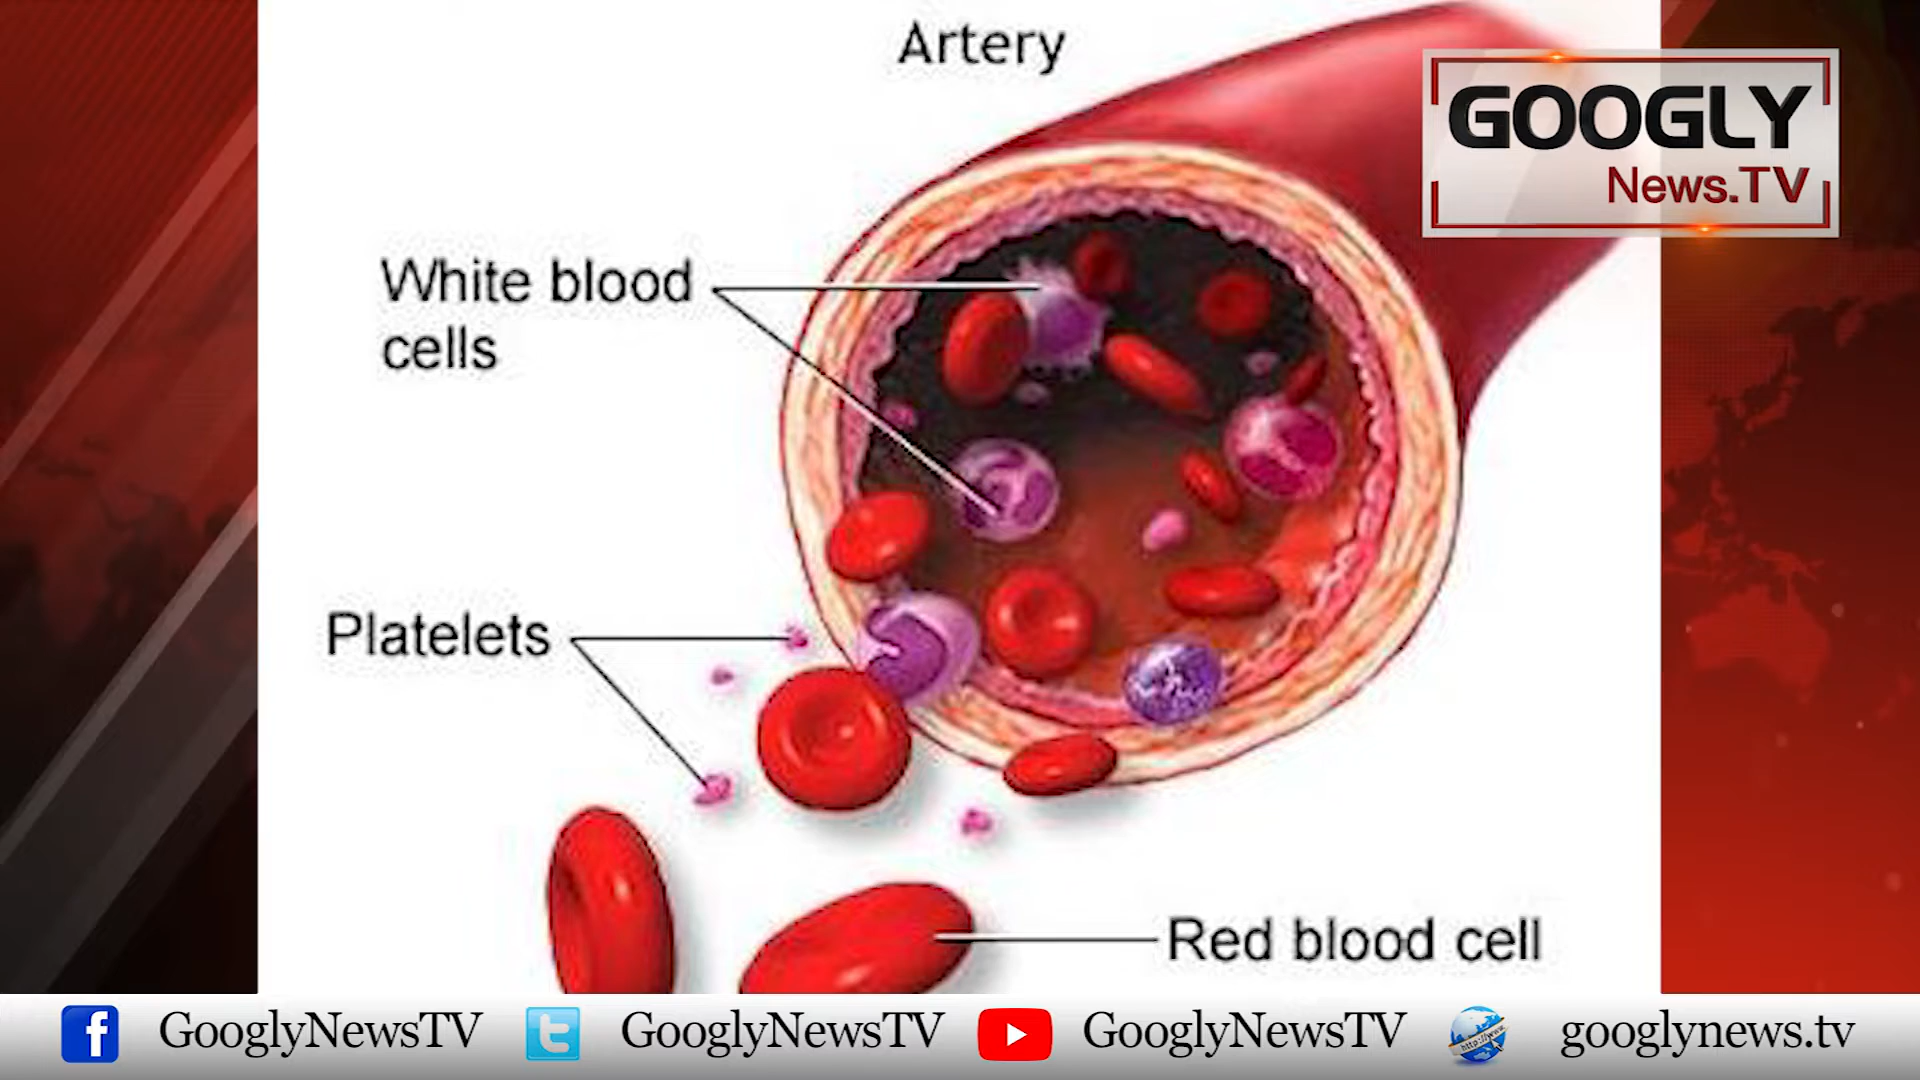 Artery
GOOGLY
News.TV
White blood
cells
Platelets
Red blood cell
GooglyNewsTV
GooglyNewsTV
GooglyNewsTV
googlynews.tv